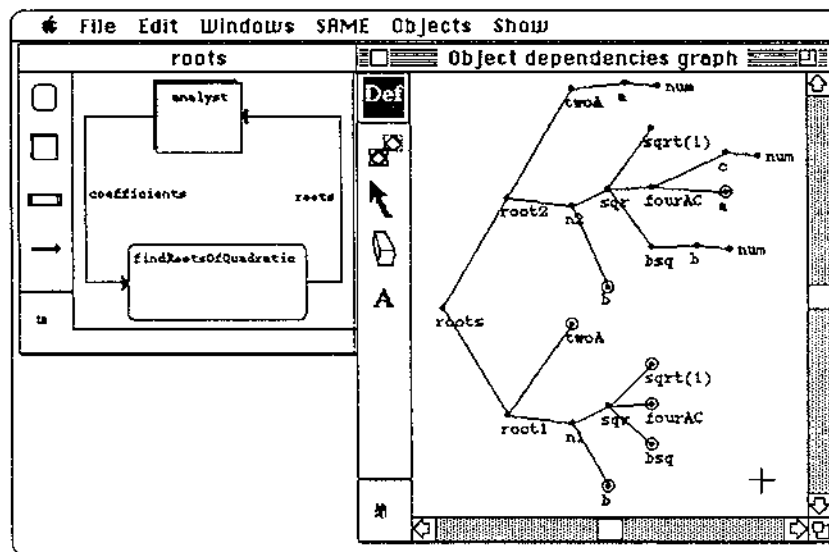 File Edit Windows SAME Objects Show
roots
Object dependencies graph
analyst
coefficients
roots
findRootsOfQuadratic
Def
A
twoA
a
num
sqrt(1)
c
num
root2
n2
sqr
fourAC
a
bsq
b
num
b
roots
twoA
sqrt(1)
root1
n1
sqr
fourAC
bsq
b